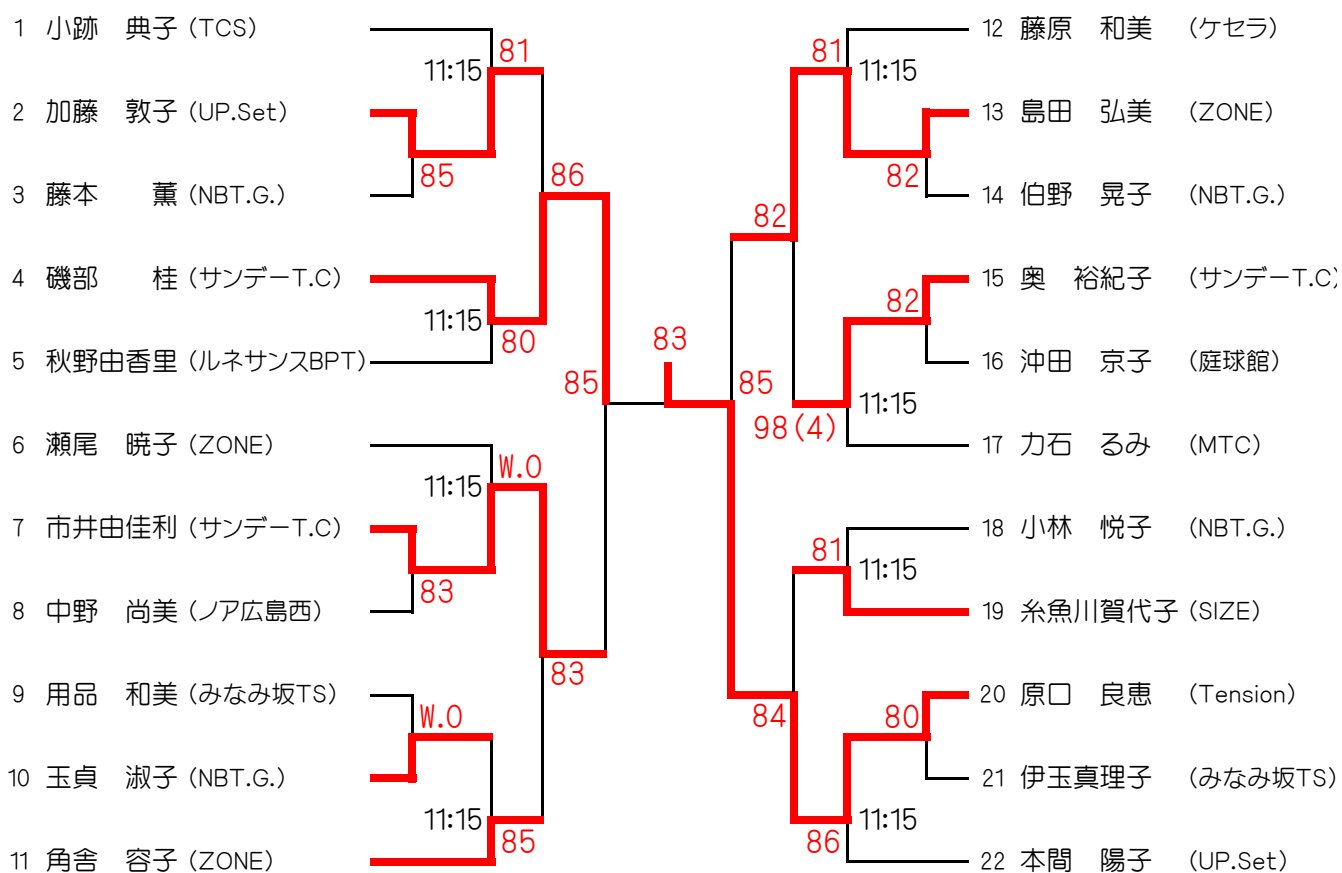 1 小跡 典子 (TCS)
2 加藤 敦子 (UP.Set)
3 藤本 薫 (NBT.G.)
4 磯部 桂 (サンデーT.C)
5 秋野由香里 (ルネサンスBPT)
6 瀬尾 暁子 (ZONE)
7 市井由佳利 (サンデーT.C)
8 中野 尚美 (ノア広島西)
9 用品 和美 (みなみ坂TS)
10 玉貞 淑子 (NBT.G.)
11 角舎 容子 (ZONE)
11:15
81
85
86
11:15
80
85
11:15
W.O
83
83
W.O
11:15
85
83
12 藤原 和美 (ケセラ)
13 島田 弘美 (ZONE)
14 伯野 晃子 (NBT.G.)
15 奥 裕紀子 (サンデーT.C)
16 沖田 京子 (庭球館)
17 力石 るみ (MTC)
18 小林 悦子 (NBT.G.)
19 糸魚川賀代子 (SIZE)
20 原口 良恵 (Tension)
21 伊玉真理子 (みなみ坂TS)
22 本間 陽子 (UP.Set)
81
11:15
82
82
82
85
98(4)
11:15
81
11:15
84
80
86
11:15